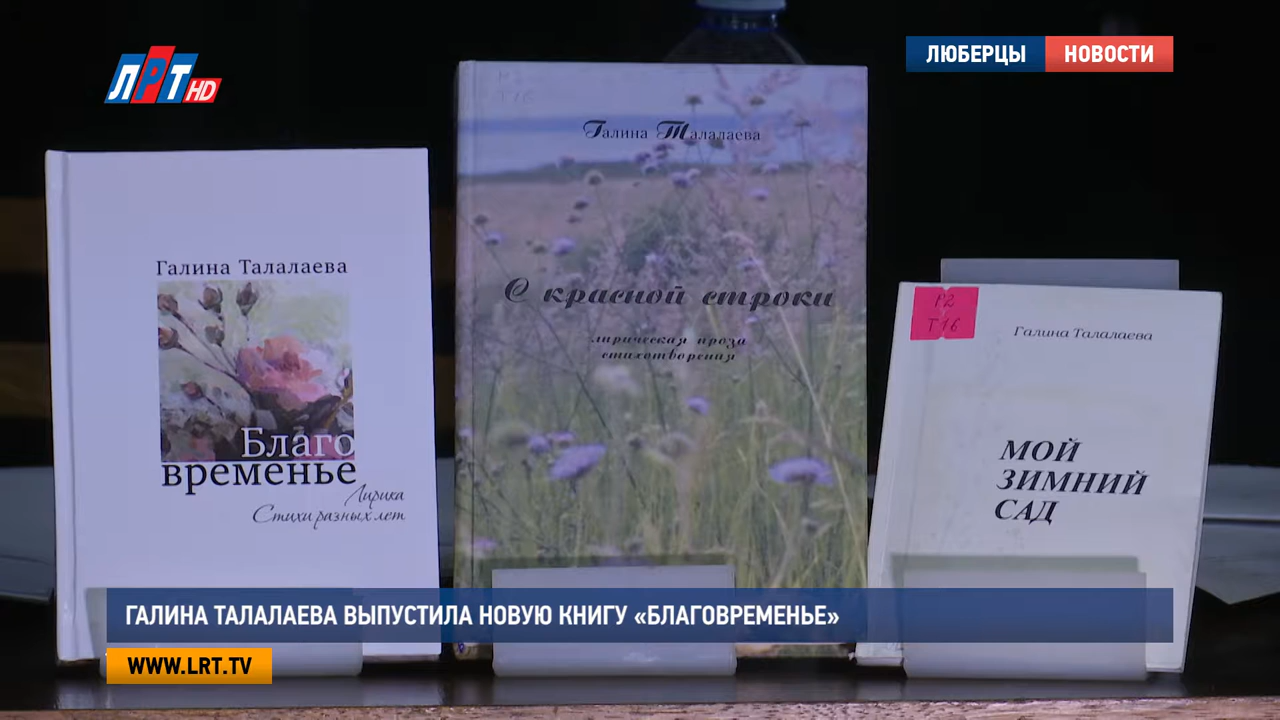 ЛРТ HD
ЛЮБЕРЦЫ НОВОСТИ
Галина Талалаева
Благо
временье
Лирика
Стихи разных лет
Галина Талалаева
С красной строки
лирическая проза
стихотворения
Р2
Т16
Галина Талалаева
МОЙ
ЗИМНИЙ
САД
ГАЛИНА ТАЛАЛАЕВА ВЫПУСТИЛА НОВУЮ КНИГУ «БЛАГОВРЕМЕНЬЕ»
WWW.LRT.TV